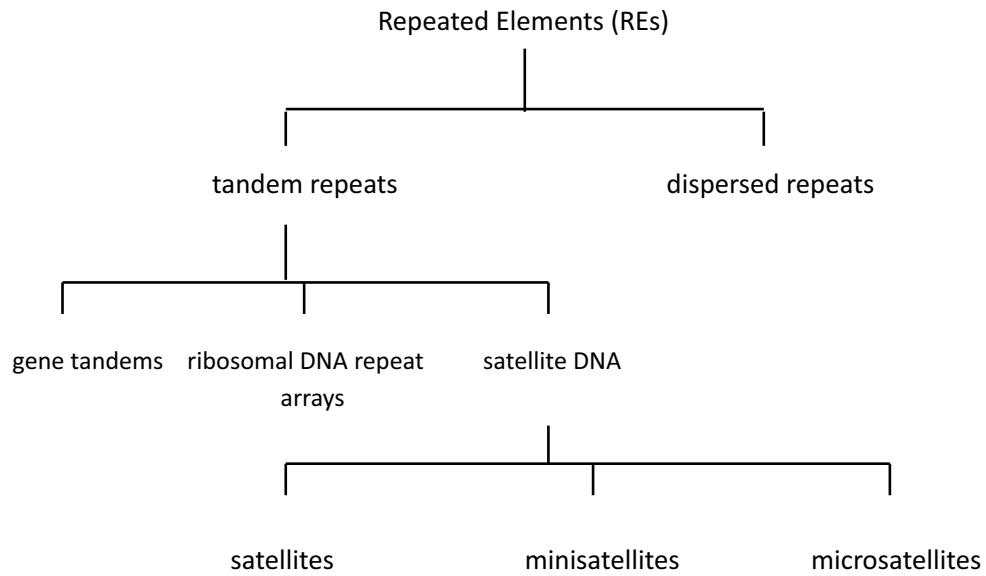 Repeated Elements (REs)
tandem repeats
dispersed repeats
gene tandems
ribosomal DNA repeat
arrays
satellite DNA
satellites
minisatellites
microsatellites